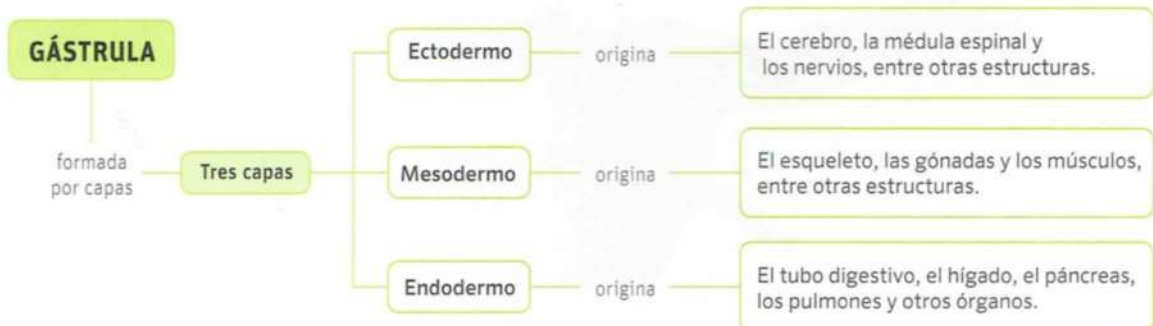 GÁSTRULA
formada
por capas
Tres capas
Ectodermo
origina
El cerebro, la médula espinal y
los nervios, entre otras estructuras.
Mesodermo
origina
El esqueleto, las gónadas y los músculos,
entre otras estructuras.
Endodermo
origina
El tubo digestivo, el hígado, el páncreas,
los pulmones y otros órganos.